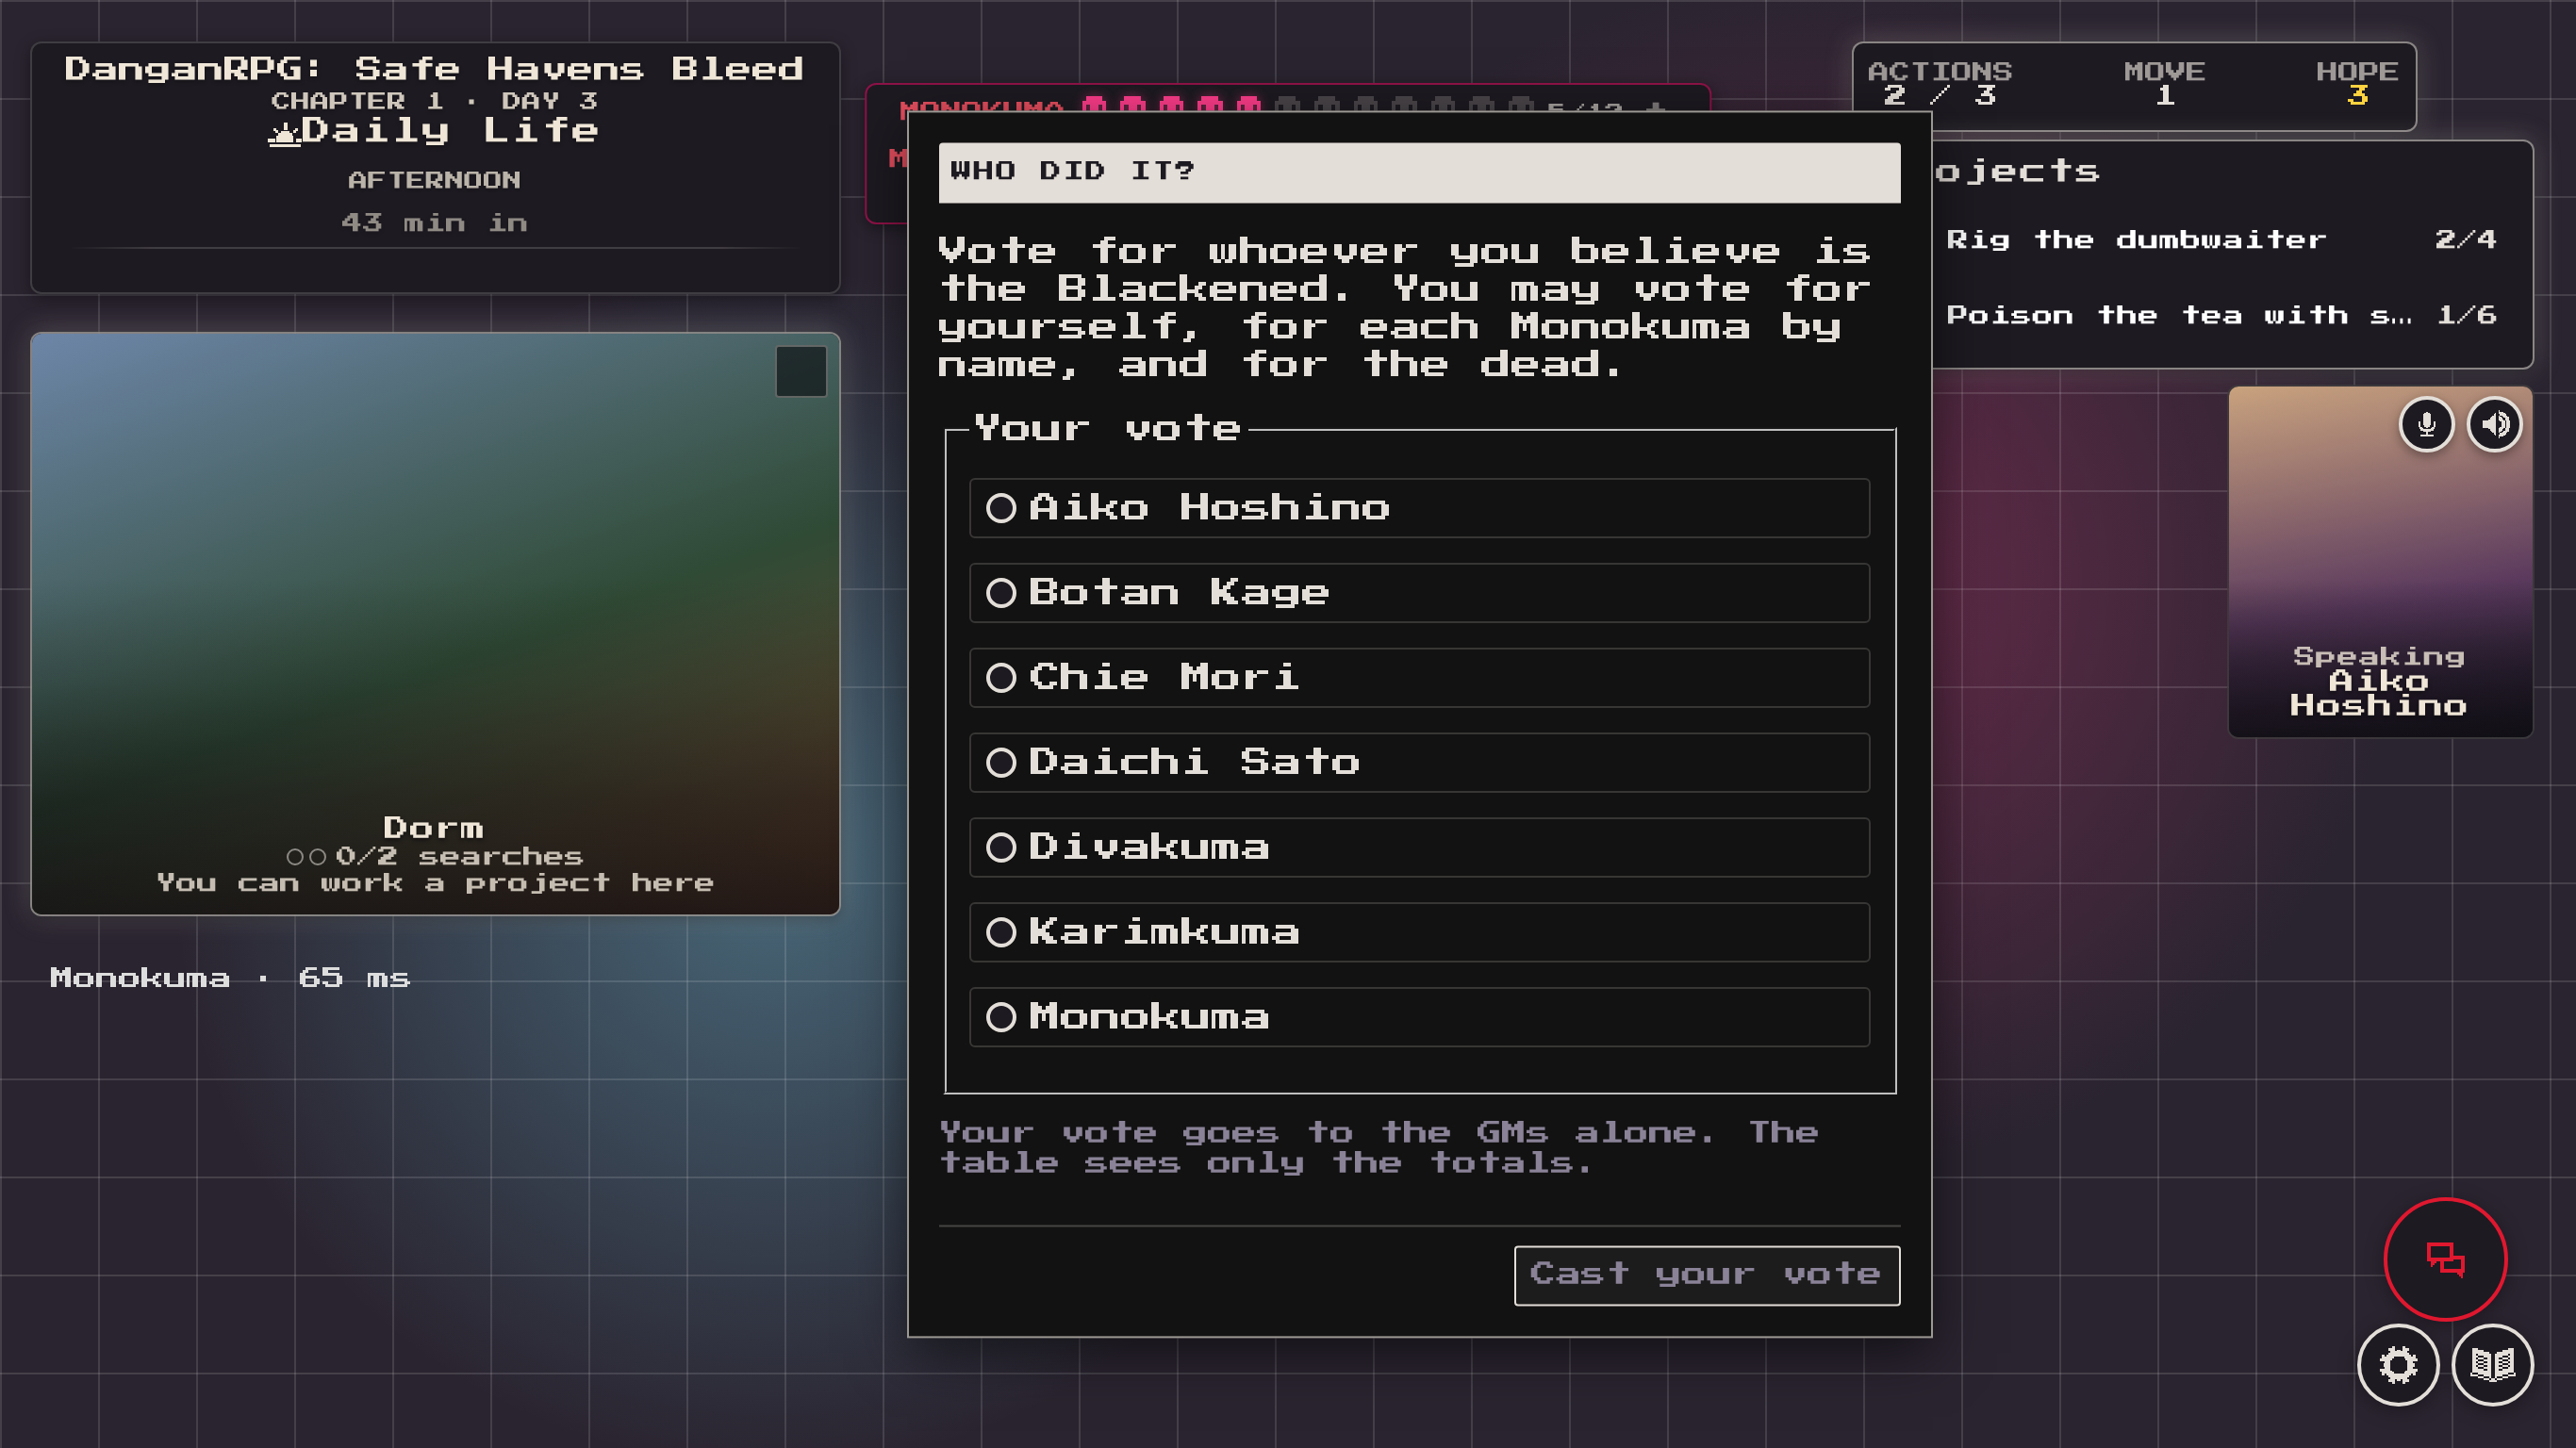 DanganRPG: Safe Havens Bleed
CHAPTER 1 · DAY 3
Daily Life
AFTERNOON
43 min in
MONOKUMA
ACTIONS
2 / 3
MOVE
1
HOPE
3
WHO DID IT?
Vote for whoever you believe is
the Blackened. You may vote for
yourself, for each Monokuma by
name, and for the dead.
Your vote
Aiko Hoshino
Botan Kage
Chie Mori
Daichi Sato
Divakuma
Karimkuma
Monokuma
Your vote goes to the GMs alone. The
table sees only the totals.
Cast your vote
ojects
Rig the dumbwaiter 2/4
Poison the tea with s… 1/6
Speaking
Aiko
Hoshino
Dorm
0/2 searches
You can work a project here
Monokuma · 65 ms